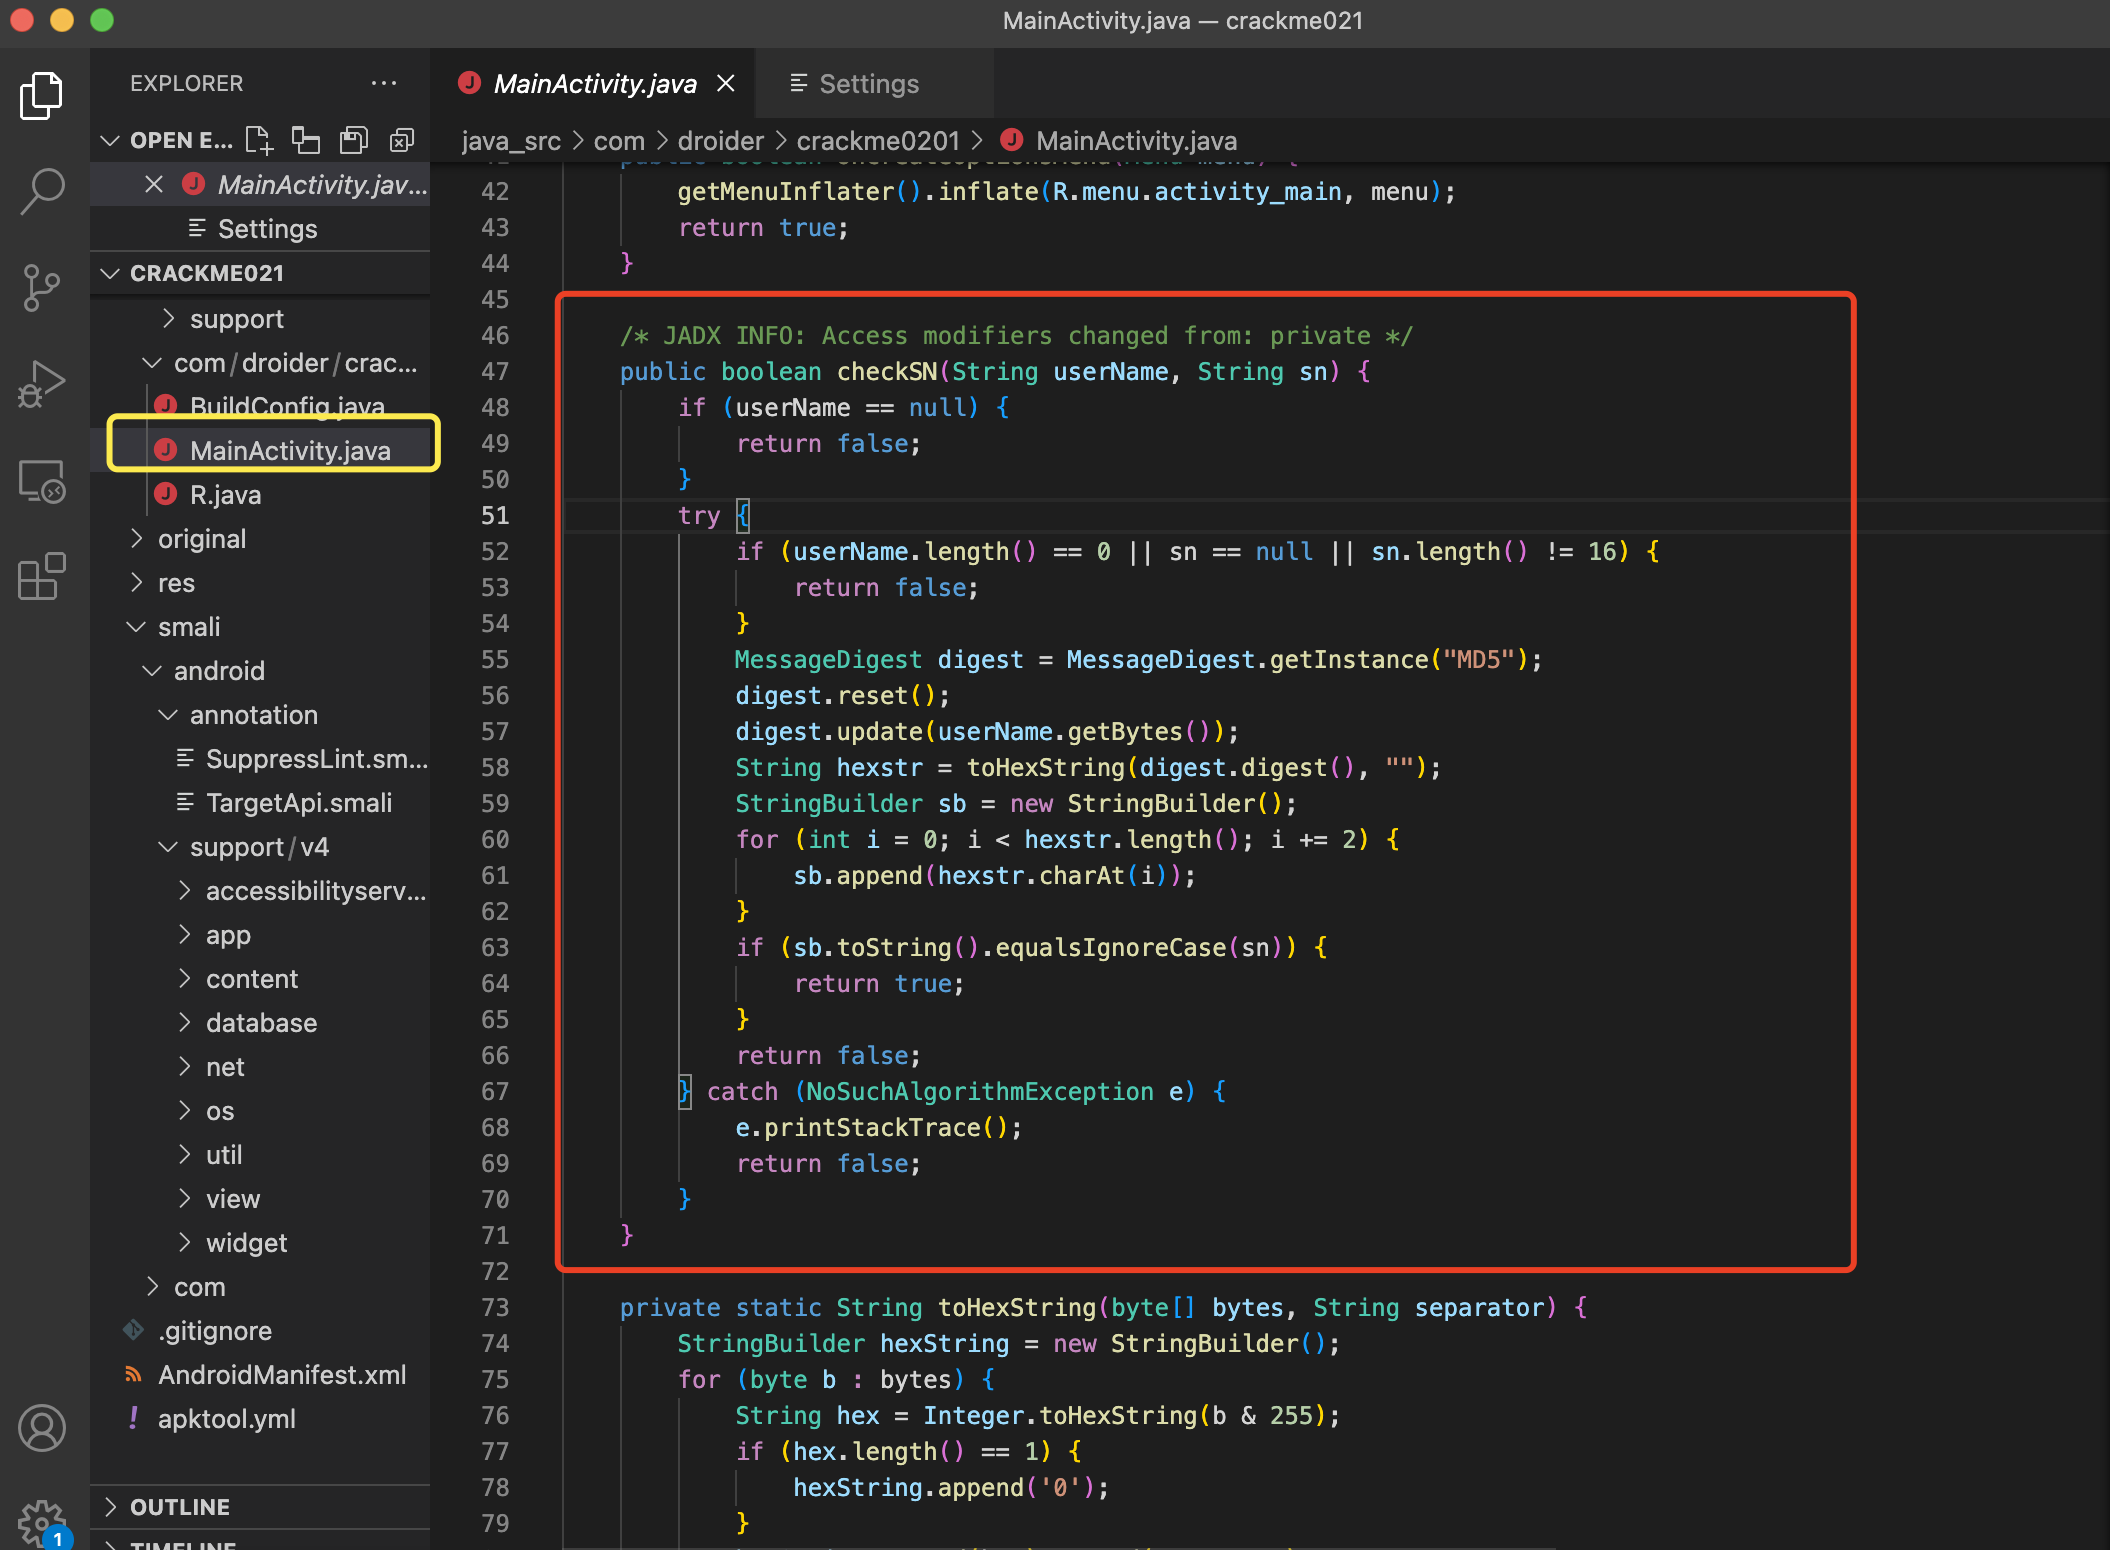 MainActivity.java — crackme021
EXPLORER
MainActivity.java
Settings
OPEN E...
java_src > com > droider > crackme0201 > MainActivity.java
MainActivity.jav...
Settings
CRACKME021
support
com/droider/crac...
BuildConfig.java
MainActivity.java
R.java
original
res
smali
android
annotation
SuppressLint.sm...
TargetApi.smali
support/v4
accessibilityserv...
app
content
database
net
os
util
view
widget
com
.gitignore
AndroidManifest.xml
apktool.yml
OUTLINE
TIMELINE
1
42 getMenuInflater().inflate(R.menu.activity_main, menu);
43 return true;
44 }
45
46 /* JADX INFO: Access modifiers changed from: private */
47 public boolean checkSN(String userName, String sn) {
48 if (userName == null) {
49 return false;
50 }
51 try {
52 if (userName.length() == 0 || sn == null || sn.length() != 16) {
53 return false;
54 }
55 MessageDigest digest = MessageDigest.getInstance("MD5");
56 digest.reset();
57 digest.update(userName.getBytes());
58 String hexstr = toHexString(digest.digest(), "");
59 StringBuilder sb = new StringBuilder();
60 for (int i = 0; i < hexstr.length(); i += 2) {
61 sb.append(hexstr.charAt(i));
62 }
63 if (sb.toString().equalsIgnoreCase(sn)) {
64 return true;
65 }
66 return false;
67 } catch (NoSuchAlgorithmException e) {
68 e.printStackTrace();
69 return false;
70 }
71 }
72
73 private static String toHexString(byte[] bytes, String separator) {
74 StringBuilder hexString = new StringBuilder();
75 for (byte b : bytes) {
76 String hex = Integer.toHexString(b & 255);
77 if (hex.length() == 1) {
78 hexString.append('0');
79 }